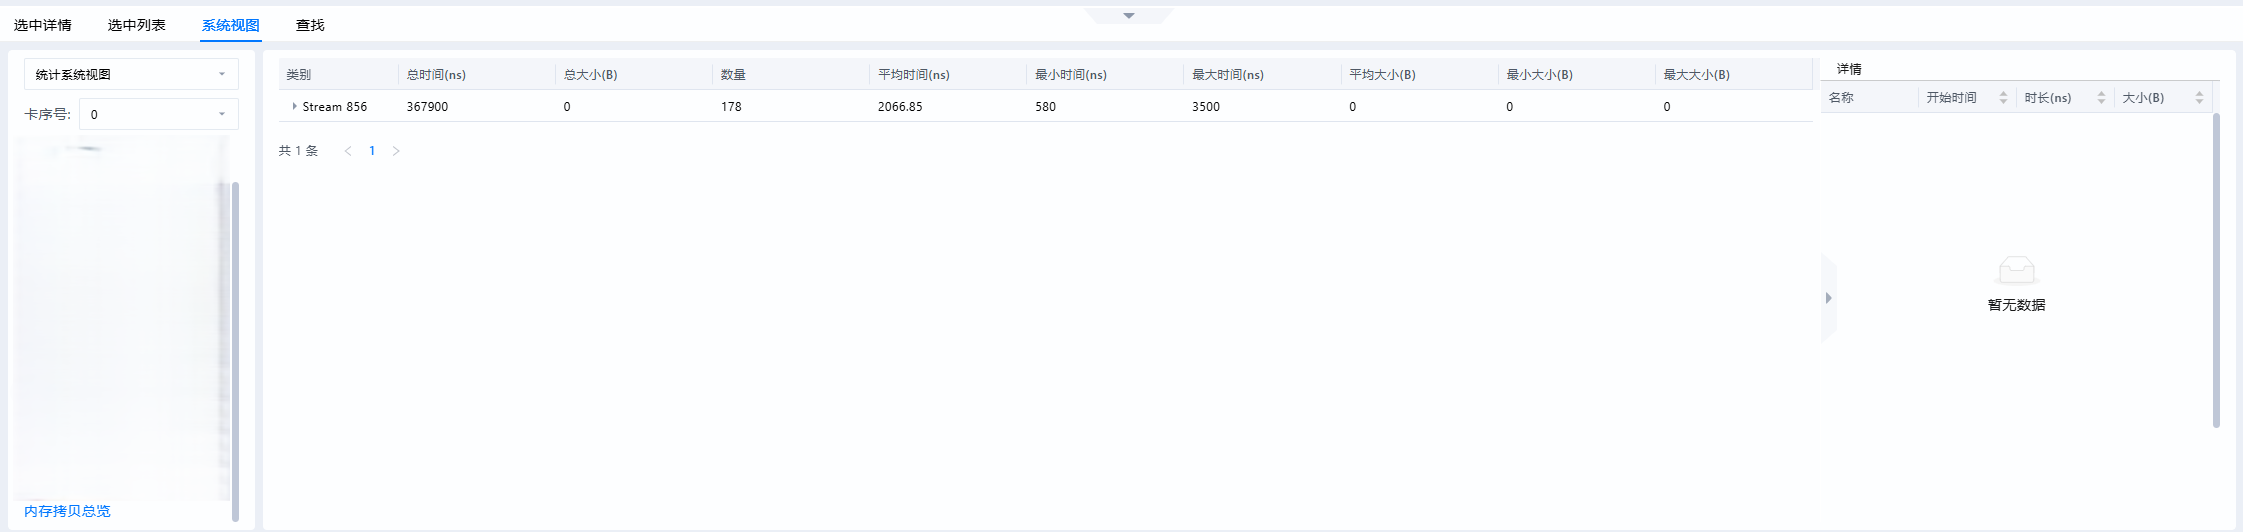 选中详情 选中列表 系统视图 查找
统计系统视图
卡序号: 0
内存拷贝总览
类别 总时间(ns) 总大小(B) 数量 平均时间(ns) 最小时间(ns) 最大时间(ns) 平均大小(B) 最小大小(B) 最大大小(B)
Stream 856 367900 0 178 2066.85 580 3500 0 0 0
共 1 条 < 1 >
详情
名称 开始时间 时长(ns) 大小(B)
暂无数据